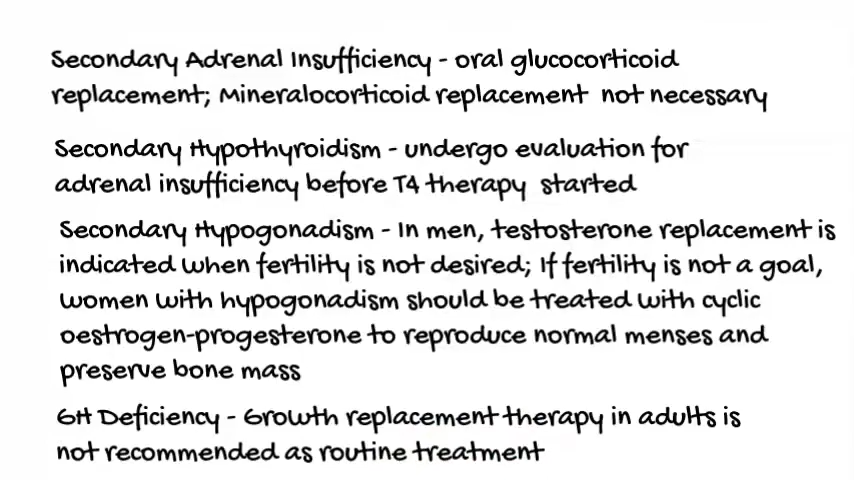 Secondary Adrenal Insufficiency - oral glucocorticoid
replacement; Mineralocorticoid replacement not necessary
Secondary Hypothyroidism - undergo evaluation for
adrenal insufficiency before T4 therapy started
Secondary Hypogonadism - In men, testosterone replacement is
indicated when fertility is not desired; If fertility is not a goal,
women with hypogonadism should be treated with cyclic
oestrogen-progesterone to reproduce normal menses and
preserve bone mass
GH Deficiency - Growth replacement therapy in adults is
not recommended as routine treatment